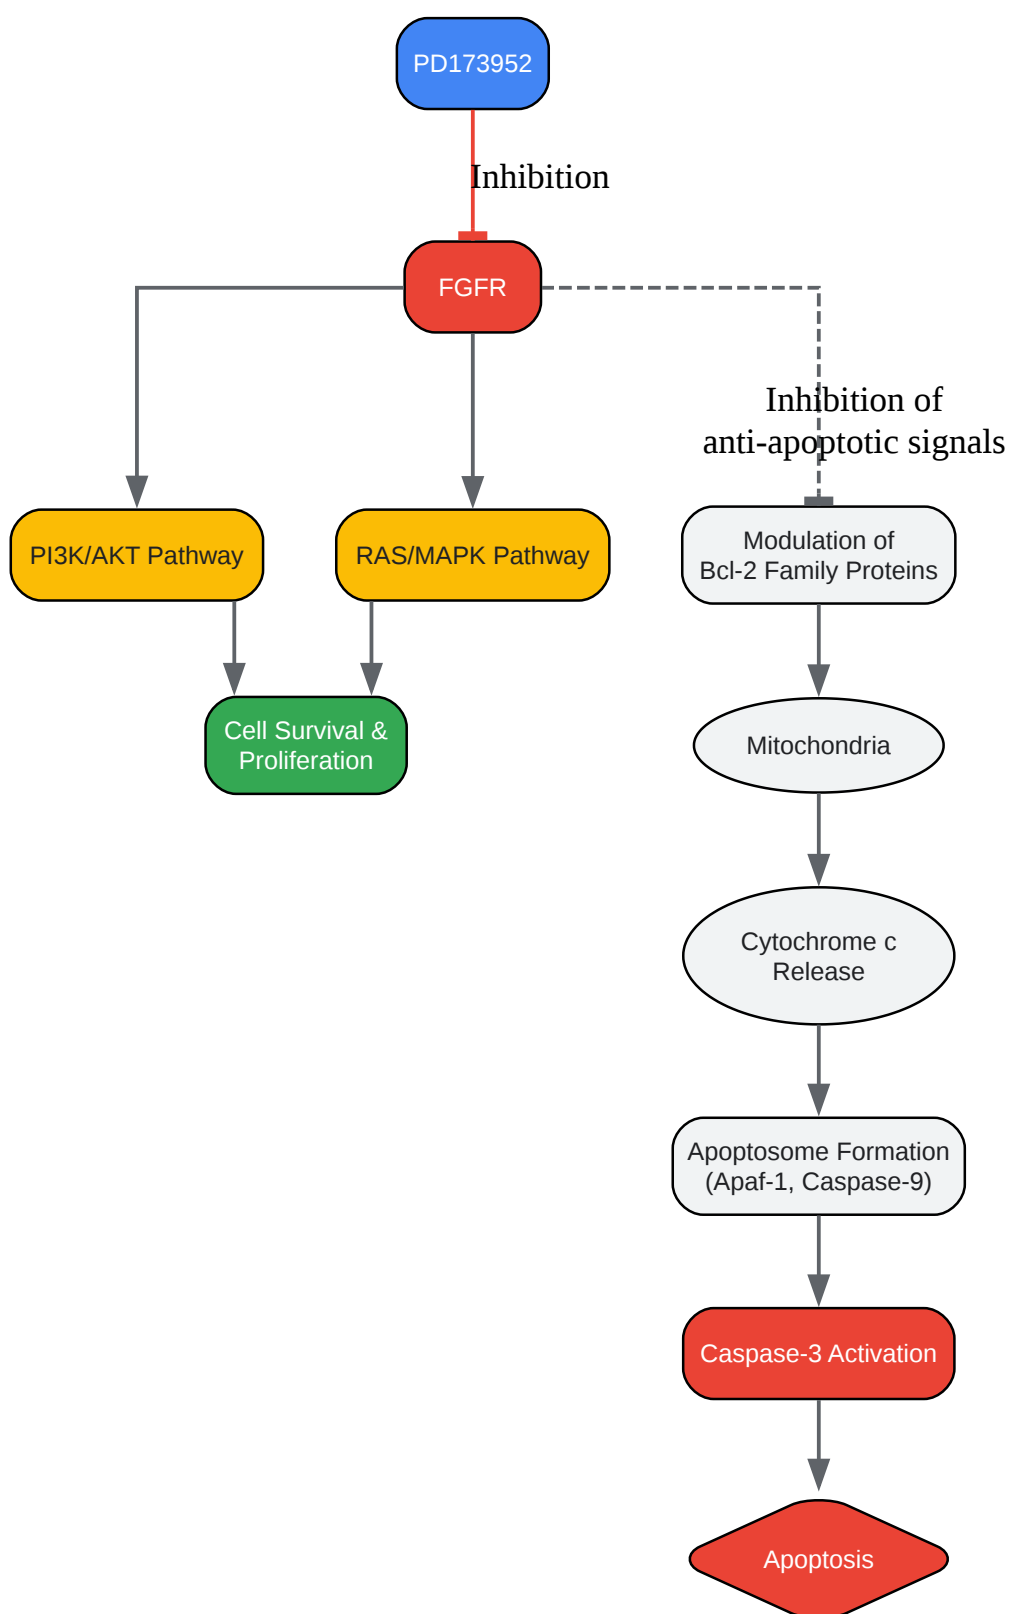 PD173952
Inhibition
FGFR
Inhibition of
anti-apoptotic signals
PI3K/AKT Pathway
RAS/MAPK Pathway
Modulation of
Bcl-2 Family Proteins
Cell Survival &
Proliferation
Mitochondria
Cytochrome c
Release
Apoptosome Formation
(Apaf-1, Caspase-9)
Caspase-3 Activation
Apoptosis